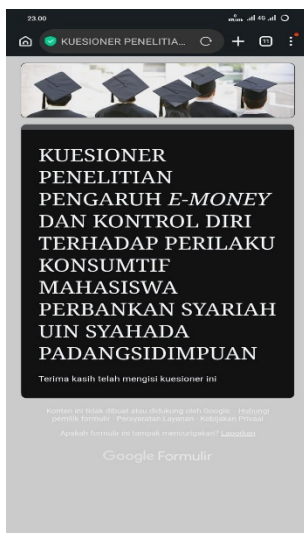 23.00
4G
KUESIONER PENELITIA...
11
KUESIONER
PENELITIAN
PENGARUH E-MONEY
DAN KONTROL DIRI
TERHADAP PERILAKU
KONSUMTIF
MAHASISWA
PERBANKAN SYARIAH
UIN SYAHADA
PADANGSIDIMPUAN
Terima kasih telah mengisi kuesioner ini
Konten ini tidak dibuat atau didukung oleh Google. - Hubungi
pemilik formulir - Persyaratan Layanan - Kebijakan Privasi
Apakah formulir ini tampak mencurigakan? Laporkan
Google Formulir